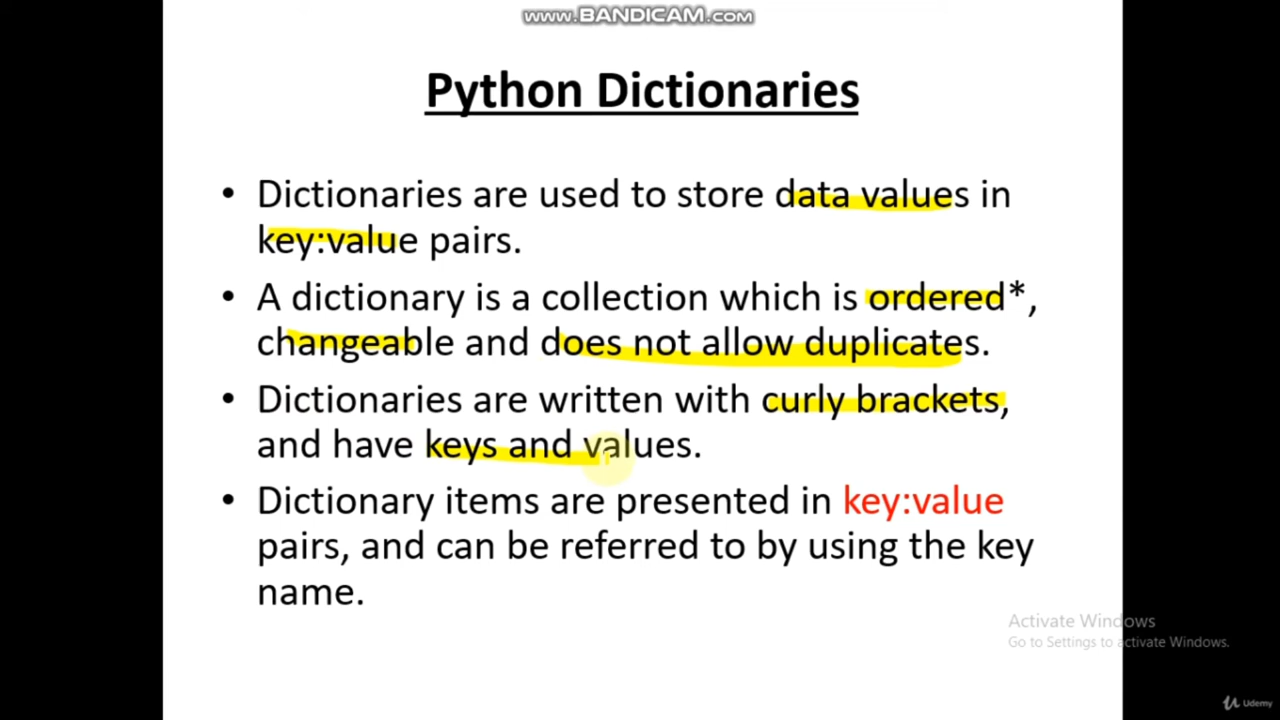 www.BANDICAM.com
Python Dictionaries
• Dictionaries are used to store data values in
key:value pairs.
• A dictionary is a collection which is ordered*,
changeable and does not allow duplicates.
• Dictionaries are written with curly brackets,
and have keys and values.
• Dictionary items are presented in key:value
pairs, and can be referred to by using the key
name.
Activate Windows
Go to Settings to activate Windows.
Udemy